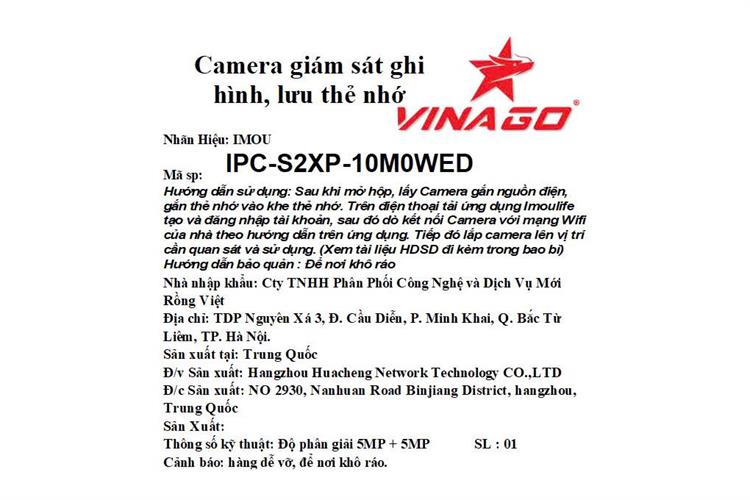 Camera giám sát ghi
hình, lưu thẻ nhớ
VINAGO®
Nhãn Hiệu: IMOU
Mã sp: IPC-S2XP-10M0WED
Hướng dẫn sử dụng: Sau khi mở hộp, lấy Camera gắn nguồn điện,
gắn thẻ nhớ vào khe thẻ nhớ. Trên điện thoại tải ứng dụng Imoulife
tạo và đăng nhập tài khoản, sau đó dò kết nối Camera với mạng Wifi
của nhà theo hướng dẫn trên ứng dụng. Tiếp đó lắp camera lên vị trí
cần quan sát và sử dụng. (Xem tài liệu HDSD đi kèm trong bao bì)
Hướng dẫn bảo quản : Để nơi khô ráo
Nhà nhập khẩu: Cty TNHH Phân Phối Công Nghệ và Dịch Vụ Mới
Rồng Việt
Địa chỉ: TDP Nguyên Xá 3, Đ. Cầu Diễn, P. Minh Khai, Q. Bắc Từ
Liêm, TP. Hà Nội.
Sản xuất tại: Trung Quốc
Đ/v Sản xuất: Hangzhou Huacheng Network Technology CO.,LTD
Đ/c Sản xuất: NO 2930, Nanhuan Road Binjiang District, hangzhou,
Trung Quốc
Sản Xuất:
Thông số kỹ thuật: Độ phân giải 5MP + 5MP SL : 01
Cảnh báo: hàng dễ vỡ, để nơi khô ráo.